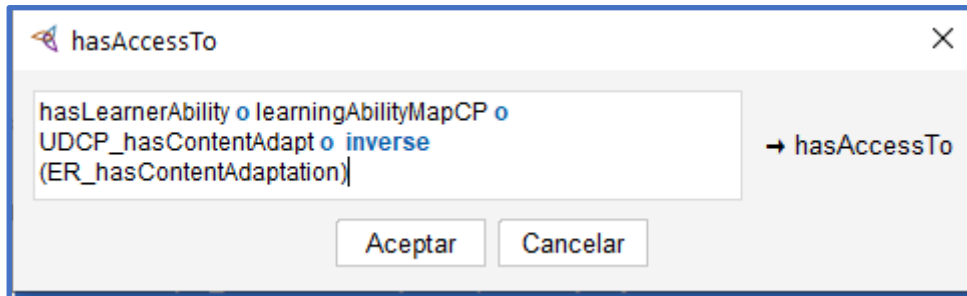 hasAccessTo
hasLearnerAbility o learningAbilityMapCP o
UDCP_hasContentAdapt o inverse
(ER_hasContentAdaptation)
→ hasAccessTo
Aceptar Cancelar